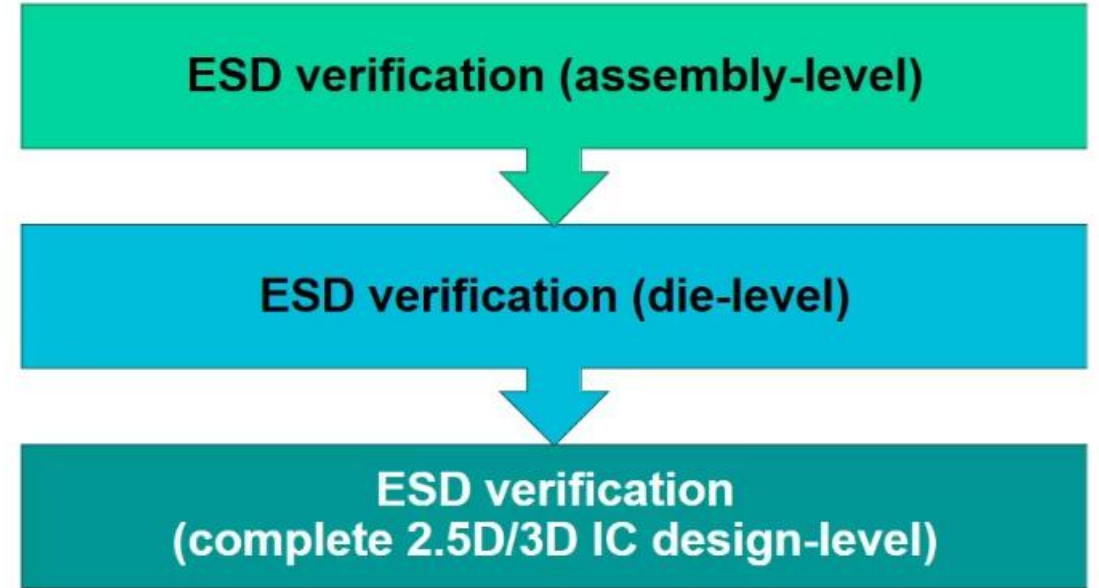 ESD verification (assembly-level)
ESD verification (die-level)
ESD verification
(complete 2.5D/3D IC design-level)